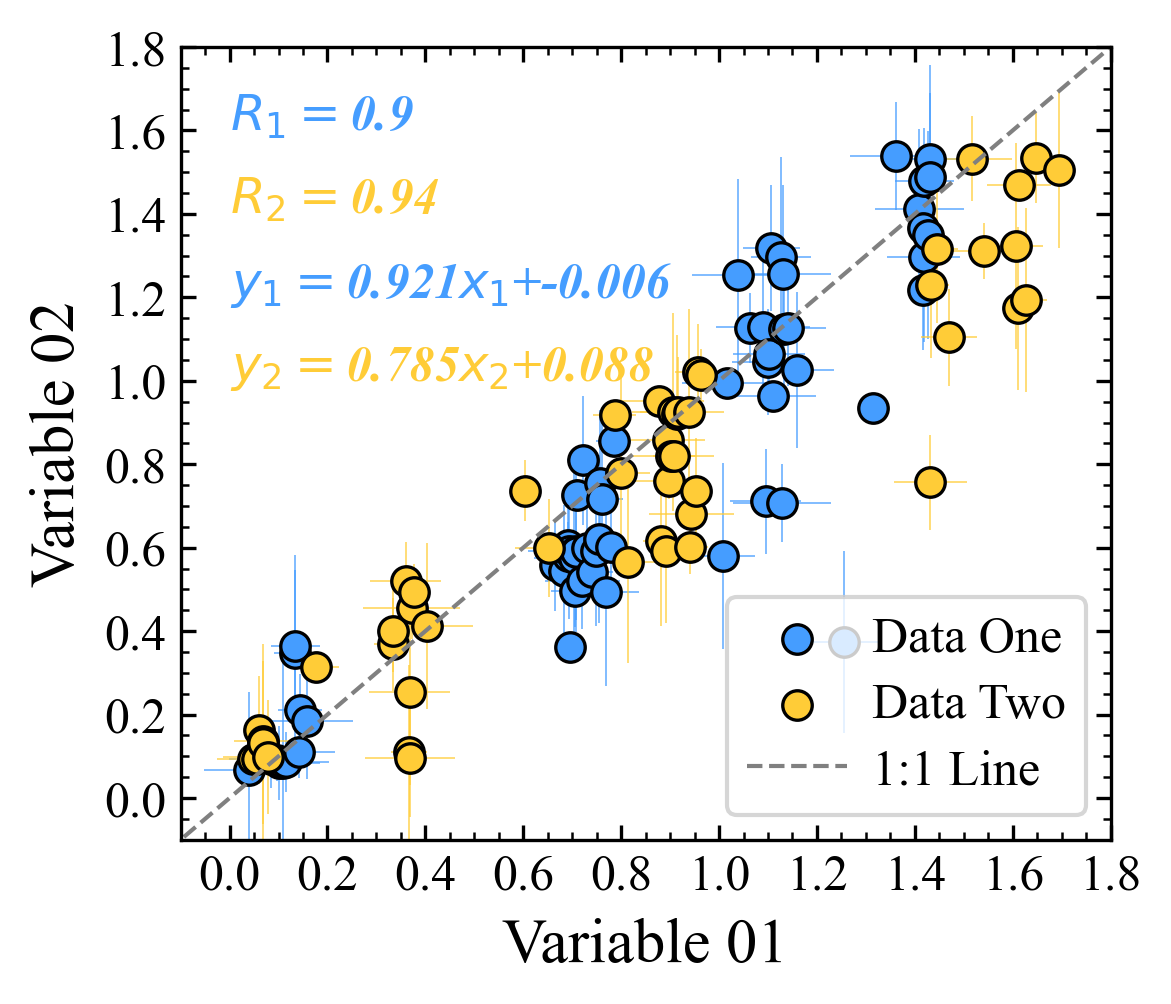 1.8
1.6
1.4
1.2
1.0
0.8
0.6
0.4
0.2
0.0
Variable 02
R₁ = 0.9
R₂ = 0.94
y₁ = 0.921x₁+-0.006
y₂ = 0.785x₂+0.088
Data One
Data Two
1:1 Line
0.0 0.2 0.4 0.6 0.8 1.0 1.2 1.4 1.6 1.8
Variable 01